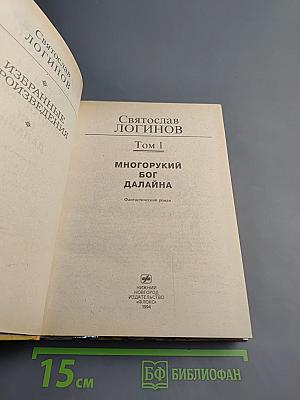 Святослав
ЛОГИНОВ
ИЗБРАННЫЕ
ПРОИЗВЕДЕНИЯ
Святослав
ЛОГИНОВ
Том 1
МНОГОРУКИЙ
БОГ
ДАЛАЙНА
Фантастический роман
НИЖНИЙ
НОВГОРОД
ИЗДАТЕЛЬСТВО
«ФЛОКС»
1994
15 см
БФ БИБЛИОФАН